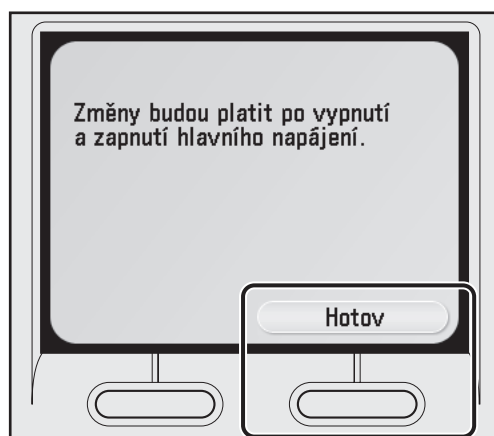 Změny budou platit po vypnutí
a zapnutí hlavního napájení.
Hotov